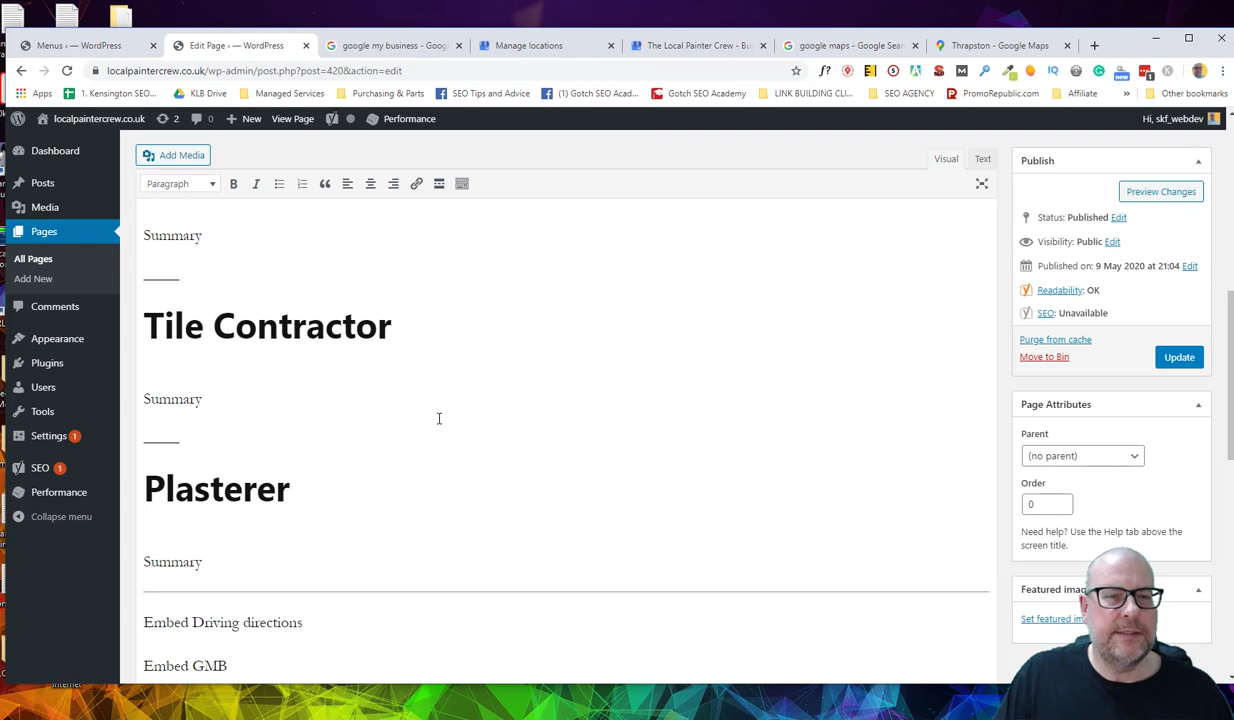 Menus ‹ — WordPress
Edit Page ‹ — WordPress
google my business - Goog
Manage locations
The Local Painter Crew - Bu
google maps - Google Sear
Thrapston - Google Maps
localpaintercrew.co.uk/wp-admin/post.php?post=420&action=edit
Apps
1. Kensington SEO...
KLB Drive
Managed Services
Purchasing & Parts
SEO Tips and Advice
(!) Gotch SEO Acad...
Gotch SEO Academy
LINK BUILDING CLI...
SEO AGENCY
PromoRepublic.com
Affiliate
Other bookmarks
localpaintercrew.co.uk
2
0
New
View Page
Performance
Hi, skf_webdev
Dashboard
Posts
Media
Pages
All Pages
Add New
Comments
Appearance
Plugins
Users
Tools
Settings 1
SEO 1
Performance
Collapse menu
Add Media
Visual
Text
Paragraph
Summary
Tile Contractor
Summary
Plasterer
Summary
Embed Driving directions
Embed GMB
Publish
Preview Changes
Status: Published Edit
Visibility: Public Edit
Published on: 9 May 2020 at 21:04 Edit
Readability: OK
SEO: Unavailable
Purge from cache
Move to Bin
Update
Page Attributes
Parent
(no parent)
Order
0
Need help? Use the Help tab above the
screen title.
Featured
Set featured